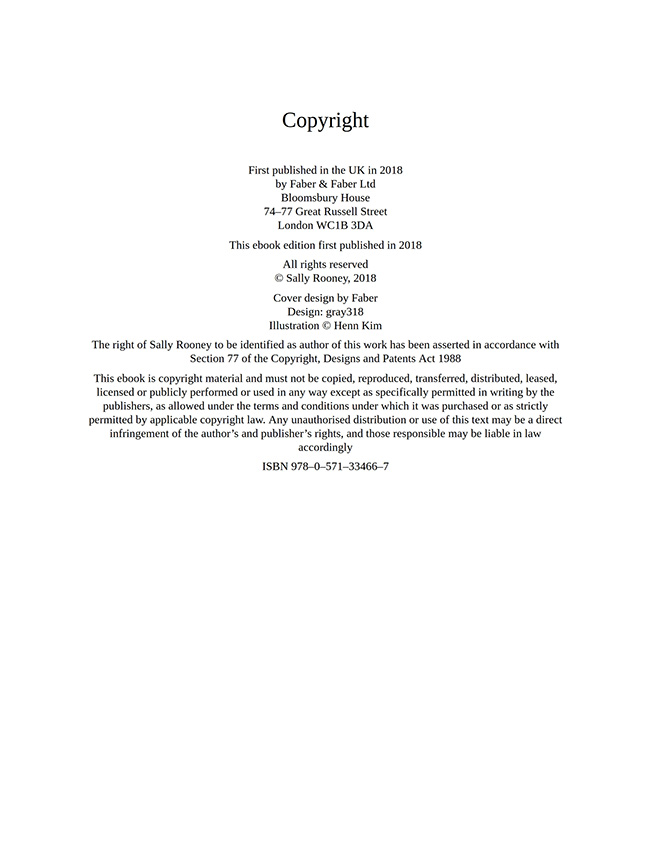 Copyright
First published in the UK in 2018
by Faber & Faber Ltd
Bloomsbury House
74–77 Great Russell Street
London WC1B 3DA
This ebook edition first published in 2018
All rights reserved
© Sally Rooney, 2018
Cover design by Faber
Design: gray318
Illustration © Henn Kim
The right of Sally Rooney to be identified as author of this work has been asserted in accordance with
Section 77 of the Copyright, Designs and Patents Act 1988
This ebook is copyright material and must not be copied, reproduced, transferred, distributed, leased,
licensed or publicly performed or used in any way except as specifically permitted in writing by the
publishers, as allowed under the terms and conditions under which it was purchased or as strictly
permitted by applicable copyright law. Any unauthorised distribution or use of this text may be a direct
infringement of the author’s and publisher’s rights, and those responsible may be liable in law
accordingly
ISBN 978–0–571–33466–7